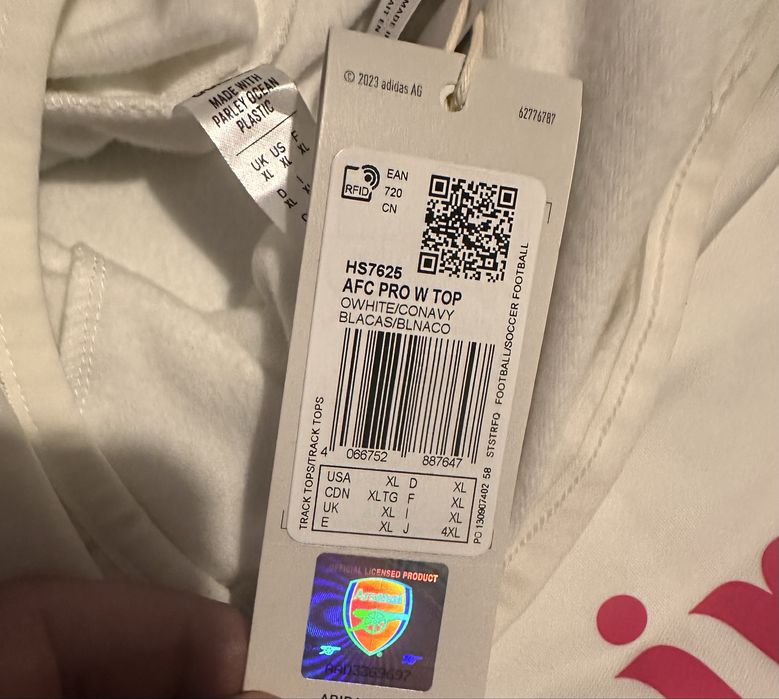 MADE IN
© 2023 adidas AG
62776787
MADE WITH
PARLEY OCEAN
PLASTIC
UK US F
XL XL XL
D I
XL
RFID
EAN
720
CN
HS7625
AFC PRO W TOP
OWHITE/CONAVY
BLACAS/BLNACO
4 066752 887647
TRACK TOPS/TRACK TOPS
PO 130907402 58 STSTRFQ FOOTBALL/SOCCER FOOTBALL
USA XL D XL
CDN XLTG F XL
UK XL I XL
E XL J 4XL
OFFICIAL LICENSED PRODUCT
Arsenal